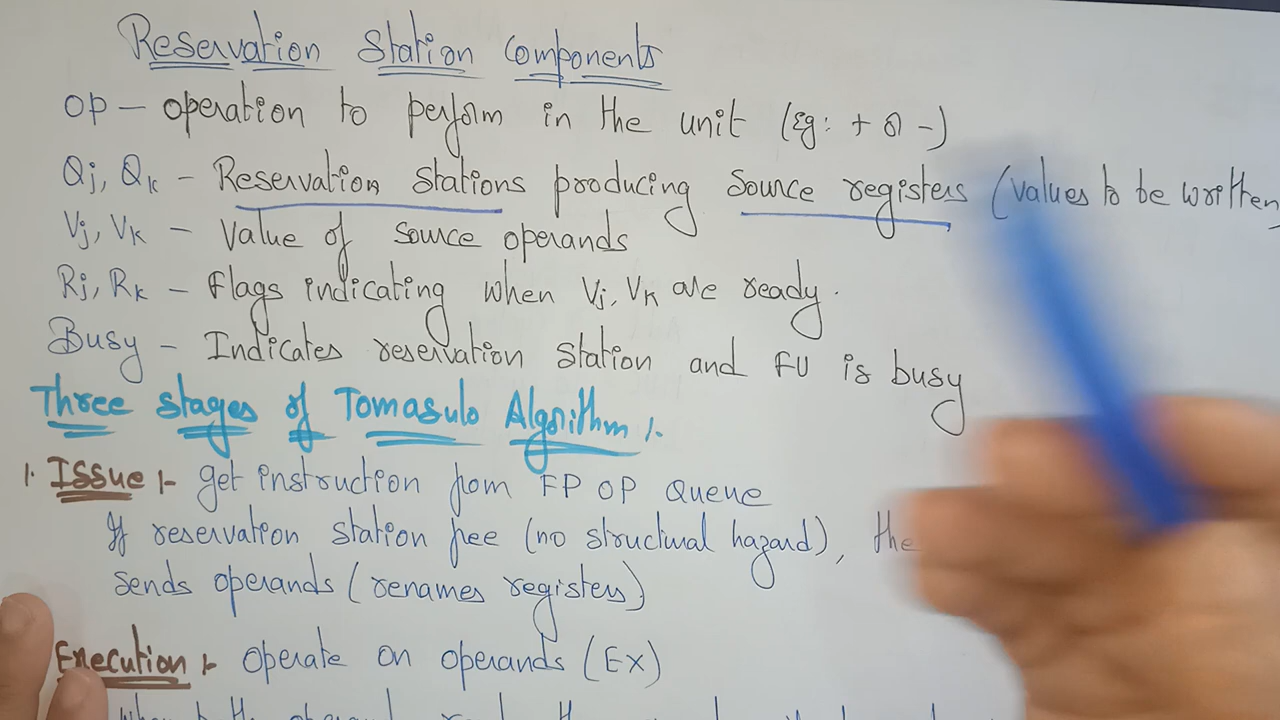 Reservation Station Components
OP – operation to perform in the unit (Eg: + or -)
Qj, Qk – Reservation stations producing source registers (values to be written
Vj, Vk – Value of source operands
Rj, Rk – Flags indicating when Vj, Vk are ready.
Busy – Indicates reservation station and FU is busy
Three stages of Tomasulo Algorithm:-
1. Issue :- get instruction from FP OP Queue
If reservation station free (no structural hazard), the
sends operands (renames registers)
Execution :- operate on operands (EX)